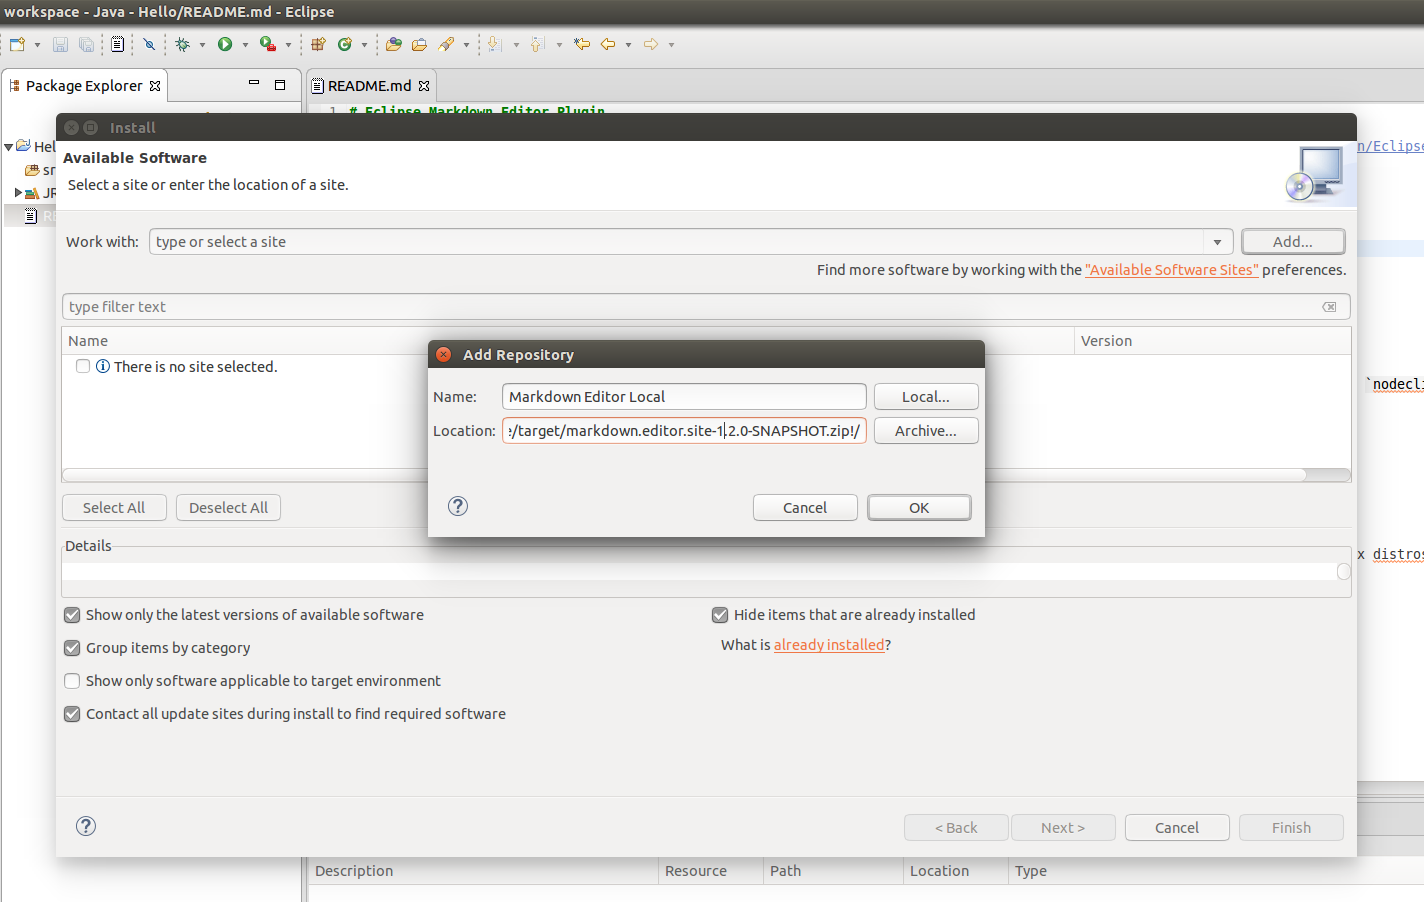 workspace - Java - Hello/README.md - Eclipse
Package Explorer
README.md
1 # Eclipse Markdown Editor Plugin
Install
Available Software
Select a site or enter the location of a site.
n/Eclipse
Work with: type or select a site Add...
Find more software by working with the "Available Software Sites" preferences.
type filter text
Name Version
There is no site selected.
Add Repository
Name: Markdown Editor Local Local...
Location: e/target/markdown.editor.site-1.2.0-SNAPSHOT.zip!/ Archive...
`nodecli
Cancel OK
Select All Deselect All
Details
x distros
Show only the latest versions of available software Hide items that are already installed
Group items by category What is already installed?
Show only software applicable to target environment
Contact all update sites during install to find required software
< Back Next > Cancel Finish
Description Resource Path Location Type